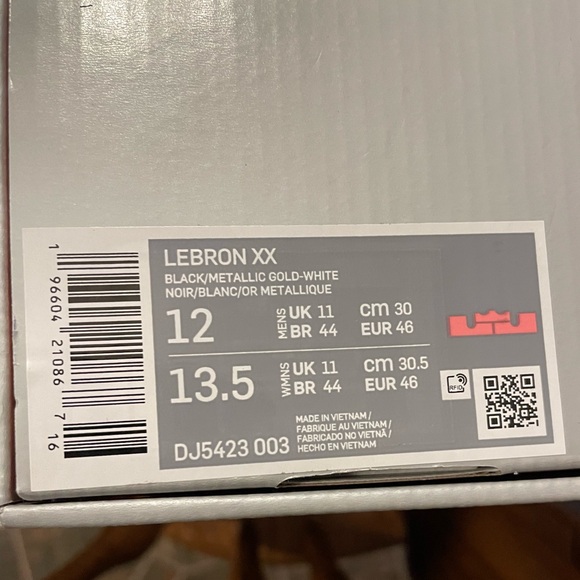 LEBRON XX
BLACK/METALLIC GOLD-WHITE
NOIR/BLANC/OR METALLIQUE
12 MENS UK 11 CM 30
BR 44 EUR 46
13.5 WMNS UK 11 CM 30.5
BR 44 EUR 46
RFID
DJ5423 003
MADE IN VIETNAM /
FABRIQUE AU VIETNAM /
FABRICADO NO VIETNÃ /
HECHO EN VIETNAM
1 96604 21086 7 16